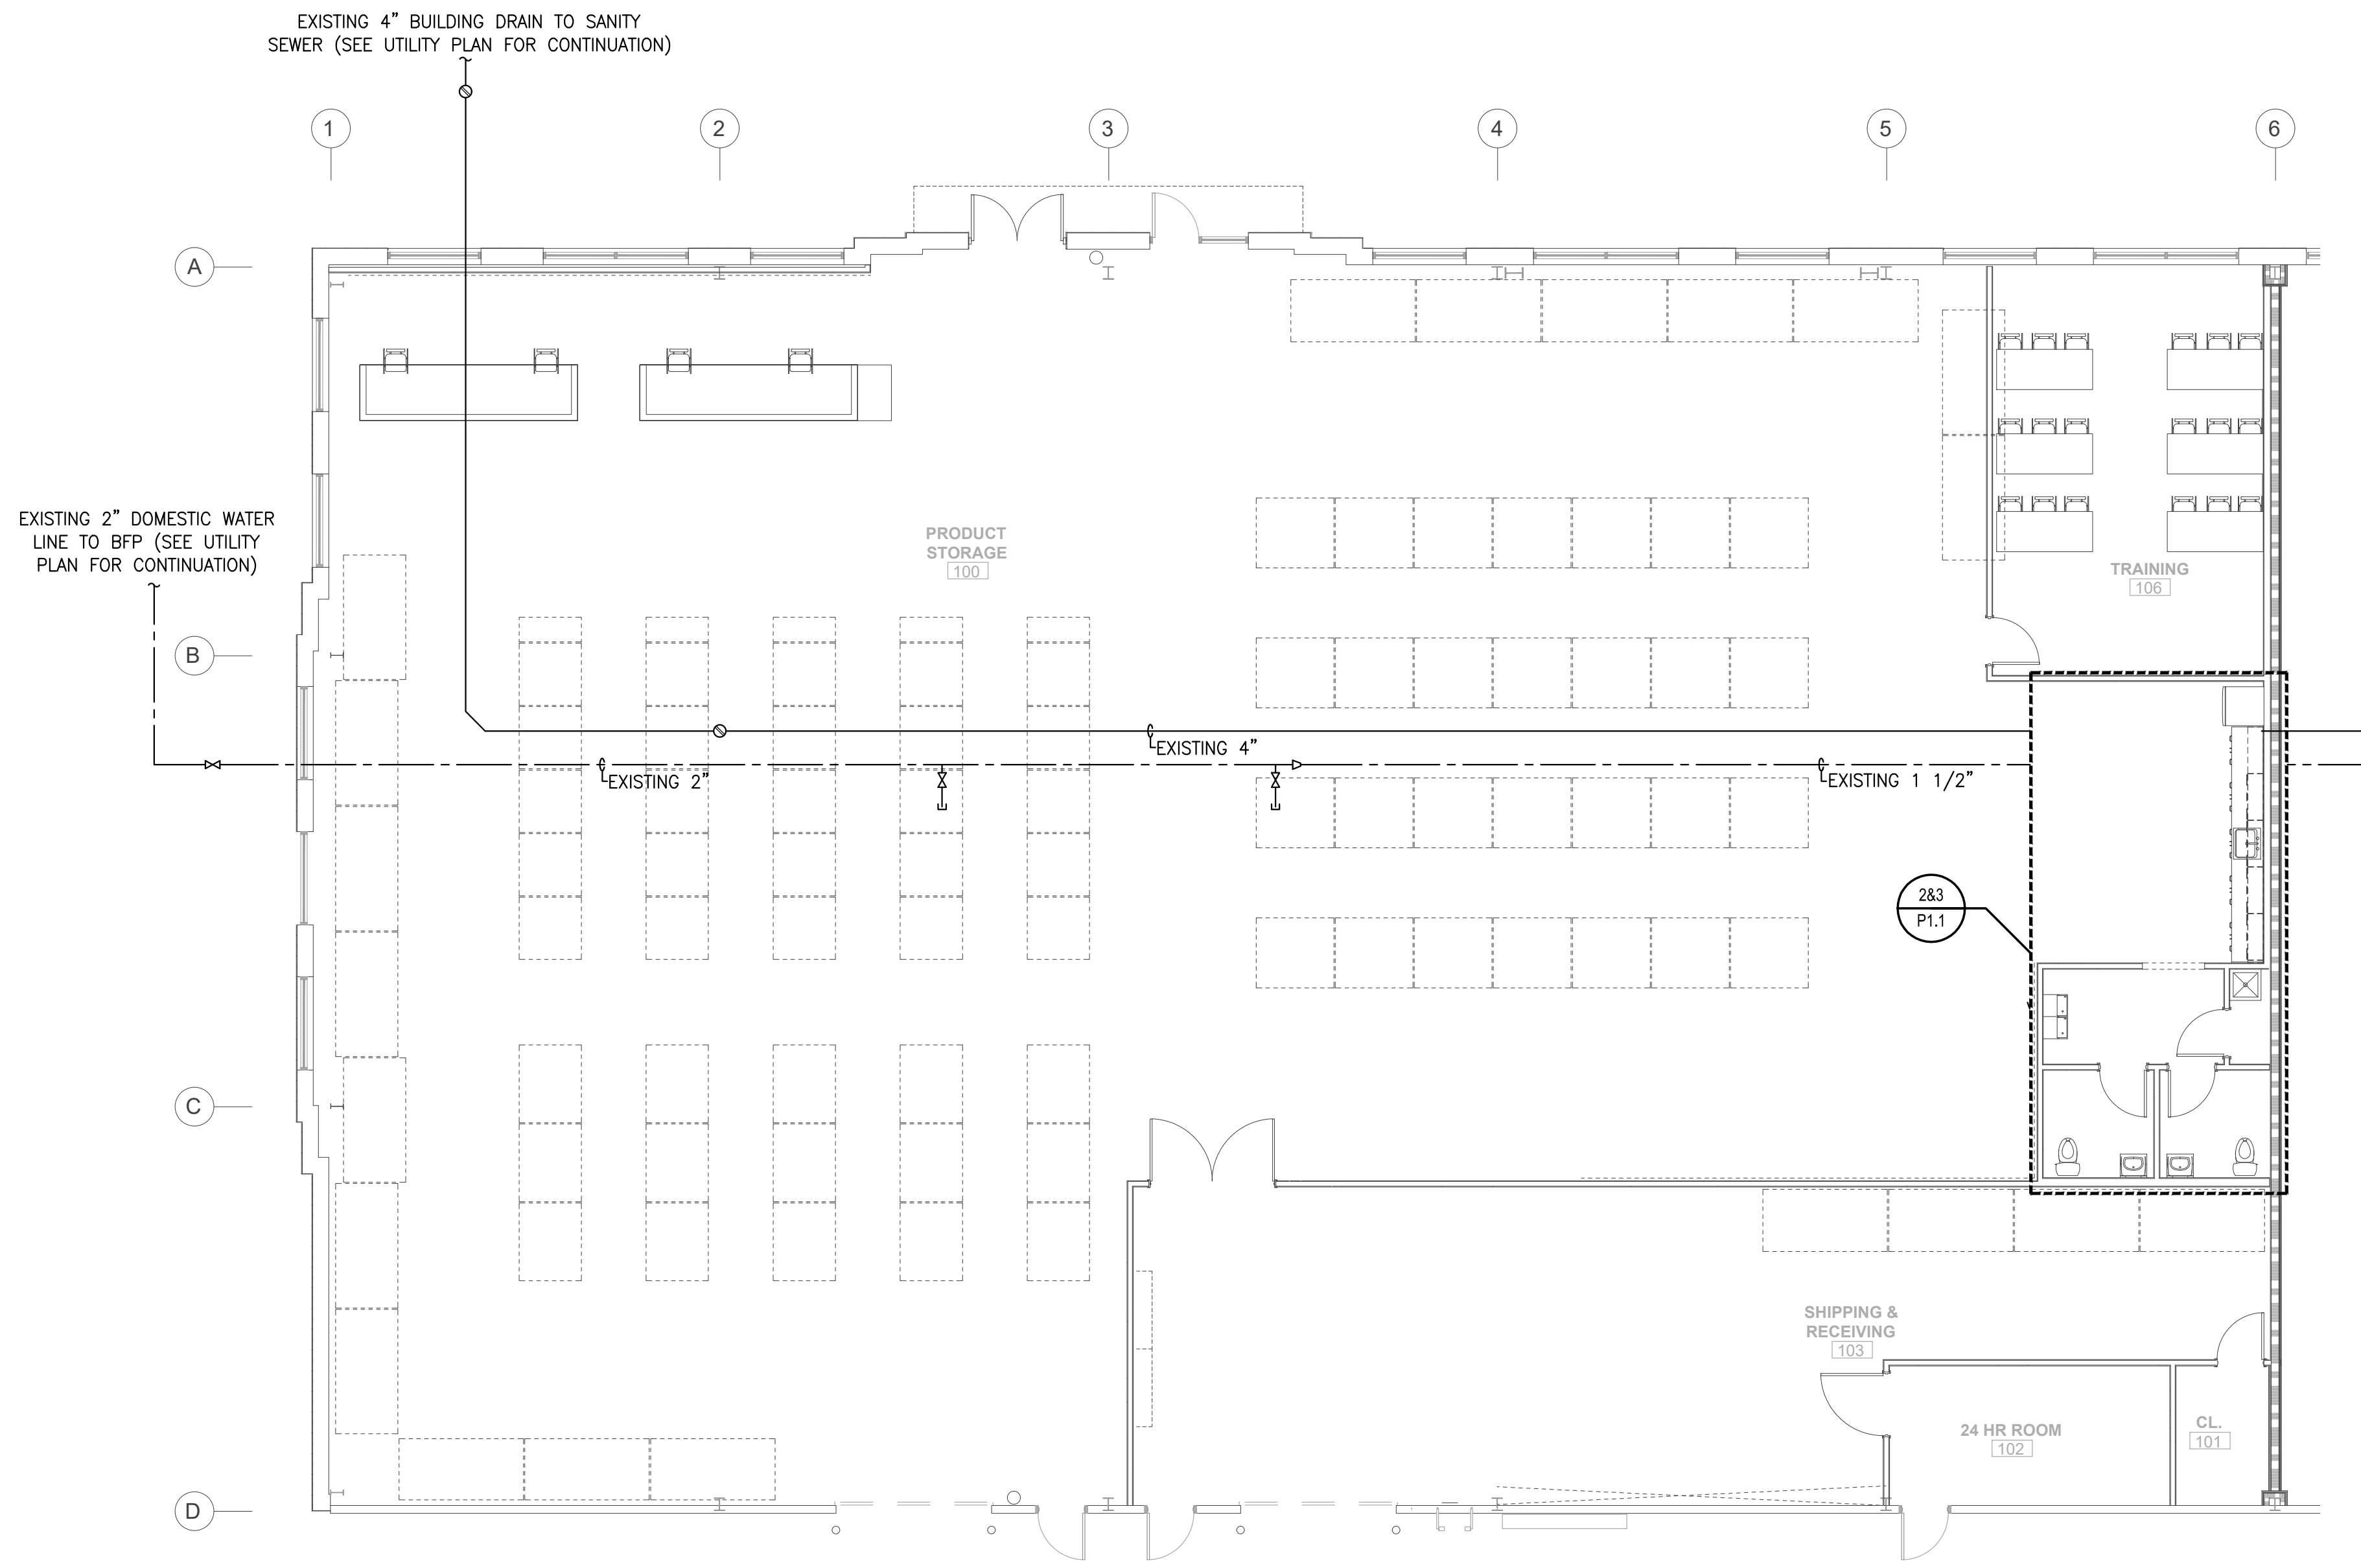 EXISTING 4” BUILDING DRAIN TO SANITY
SEWER (SEE UTILITY PLAN FOR CONTINUATION)
1
2
3
4
5
6
A
EXISTING 2” DOMESTIC WATER
LINE TO BFP (SEE UTILITY
PLAN FOR CONTINUATION)
PRODUCT
STORAGE
100
TRAINING
106
B
EXISTING 4”
EXISTING 2”
EXISTING 1 1/2”
2&3
P1.1
C
SHIPPING &
RECEIVING
103
24 HR ROOM
102
CL.
101
D